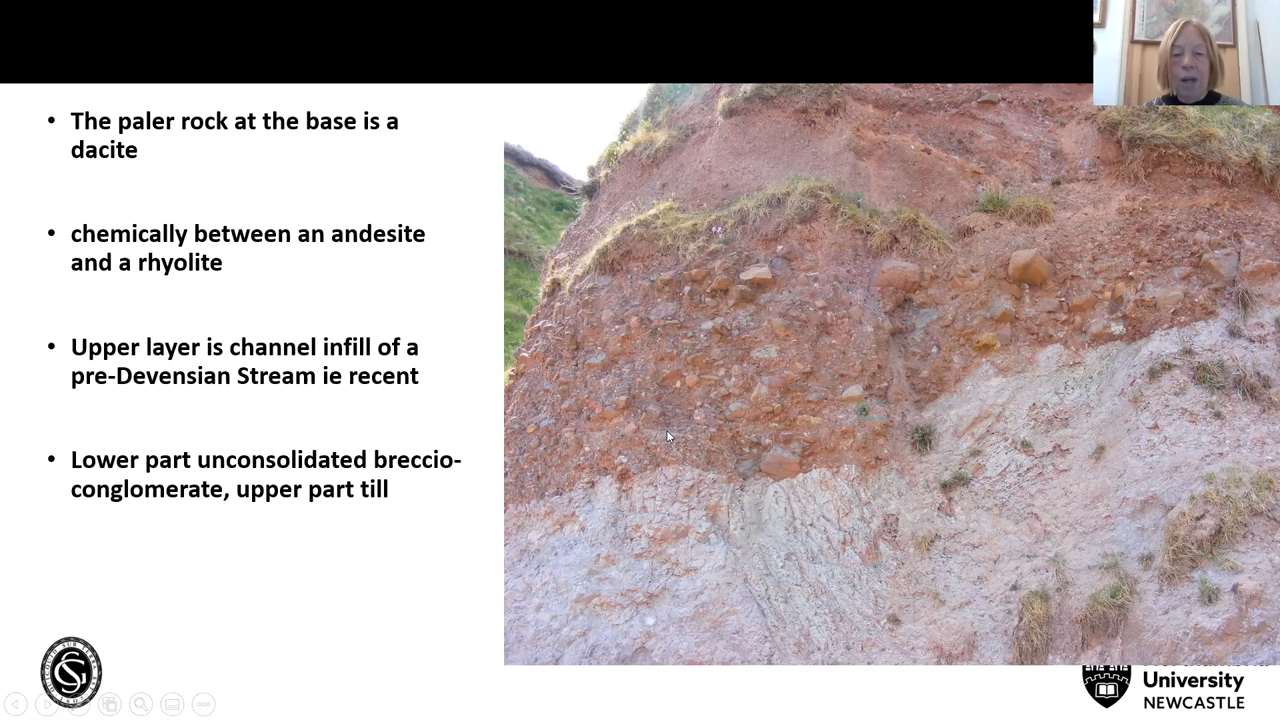 • The paler rock at the base is a
dacite
• chemically between an andesite
and a rhyolite
• Upper layer is channel infill of a
pre-Devensian Stream ie recent
• Lower part unconsolidated breccio-
conglomerate, upper part till
University
NEWCASTLE